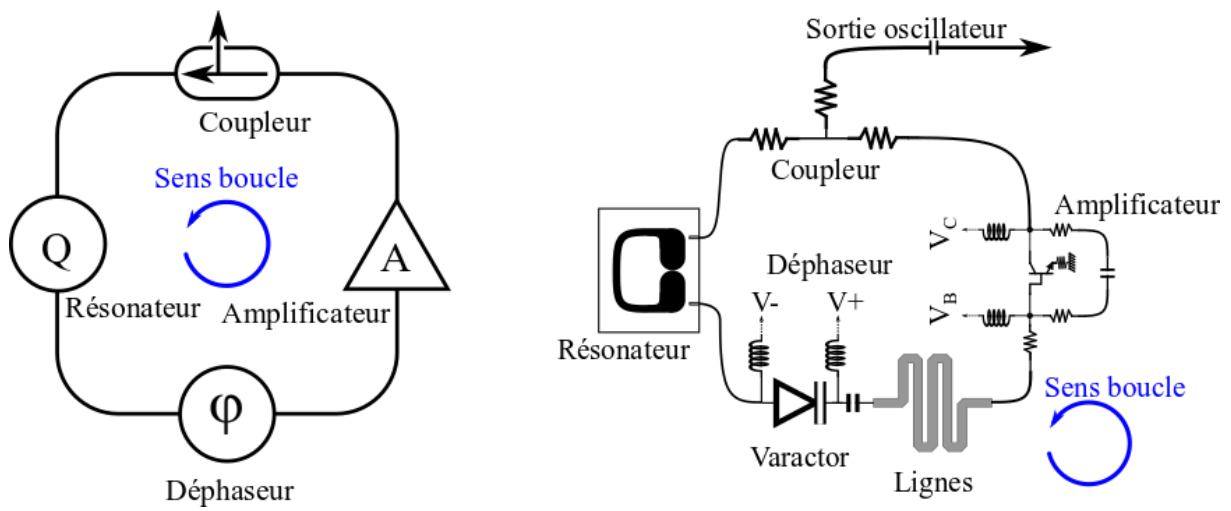 Coupleur
Sens boucle
Q
A
Résonateur
Amplificateur
φ
Déphaseur
Sortie oscillateur
Coupleur
Amplificateur
V_C
Déphaseur
V-
V+
V_B
Résonateur
Sens boucle
Varactor
Lignes